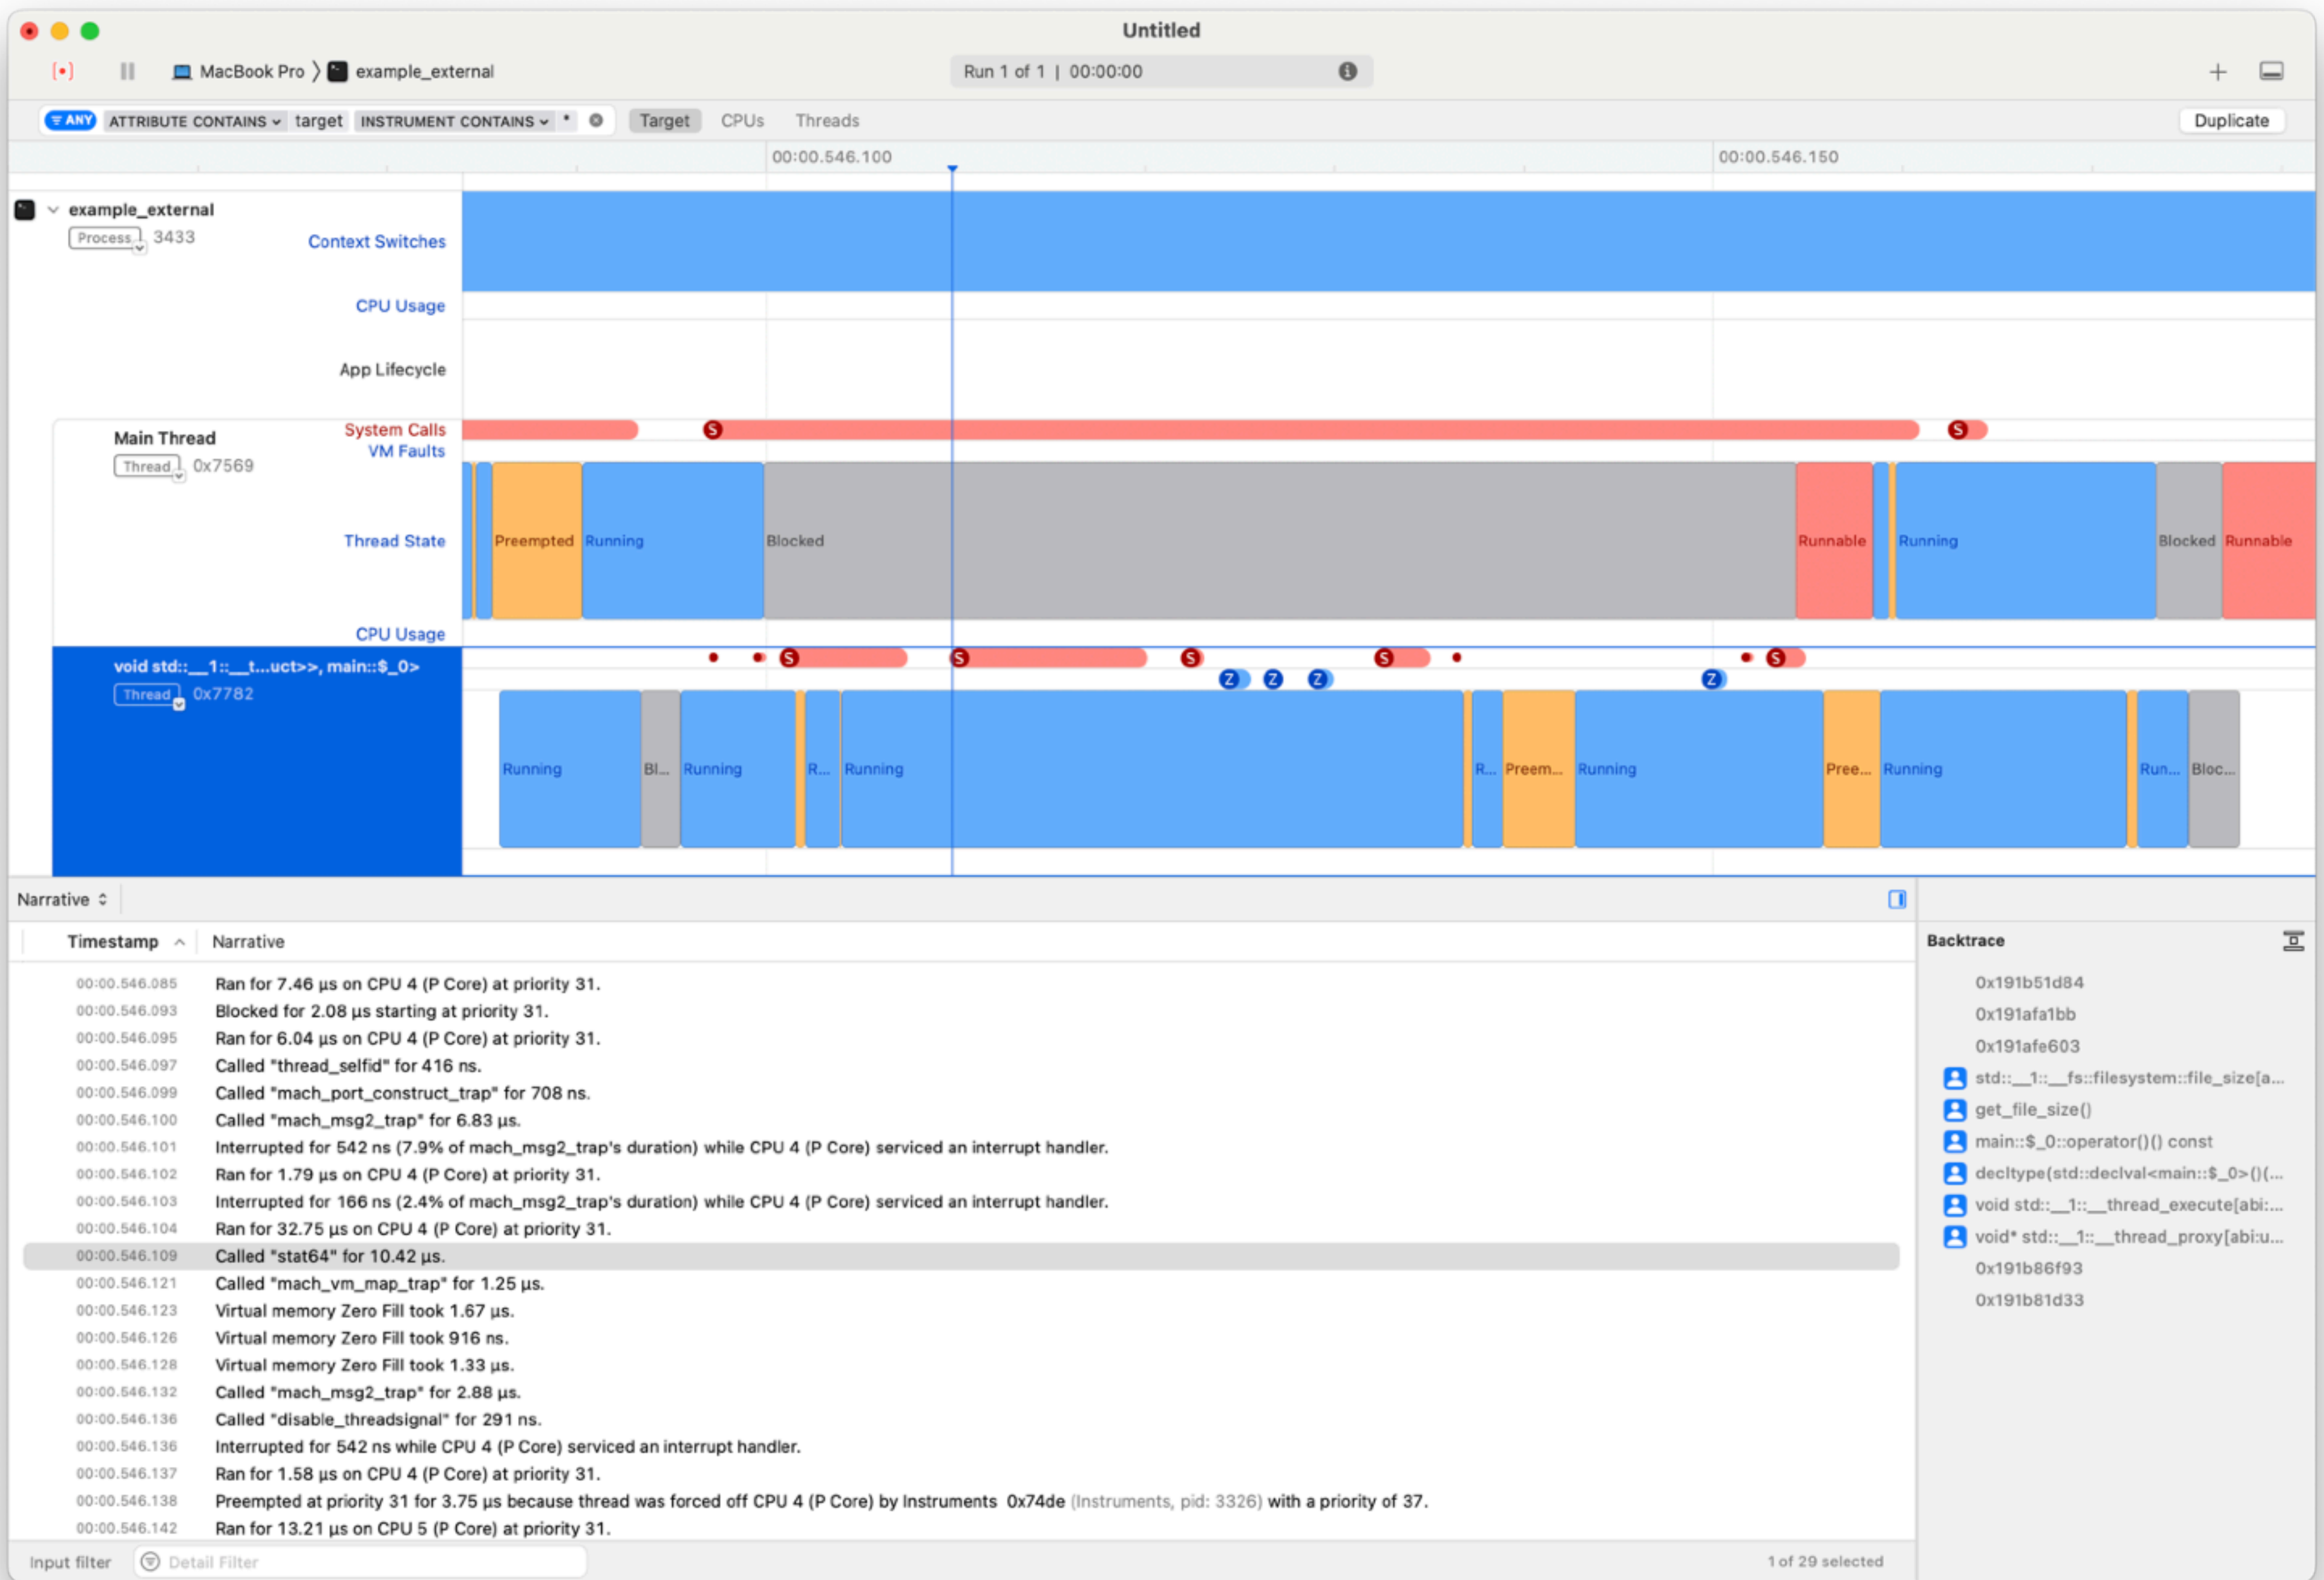 Untitled
MacBook Pro 〉 example_external
Run 1 of 1 | 00:00:00
ANY ATTRIBUTE CONTAINS target INSTRUMENT CONTAINS * Target CPUs Threads Duplicate
00:00.546.100 00:00.546.150
example_external
Process 3433
Context Switches
CPU Usage
App Lifecycle
System Calls
Main Thread
VM Faults
Thread 0x7569
S S
Thread State
Preempted Running Blocked Runnable Running Blocked Runnable
CPU Usage
void std::__1::__t...uct>>, main::$_0>
Thread 0x7782
S S S S S
Z Z Z Z
Running Bl... Running R... Running R... Preem... Running Pree... Running Run... Bloc...
Narrative
Timestamp Narrative
00:00.546.085 Ran for 7.46 µs on CPU 4 (P Core) at priority 31.
00:00.546.093 Blocked for 2.08 µs starting at priority 31.
00:00.546.095 Ran for 6.04 µs on CPU 4 (P Core) at priority 31.
00:00.546.097 Called "thread_selfid" for 416 ns.
00:00.546.099 Called "mach_port_construct_trap" for 708 ns.
00:00.546.100 Called "mach_msg2_trap" for 6.83 µs.
00:00.546.101 Interrupted for 542 ns (7.9% of mach_msg2_trap's duration) while CPU 4 (P Core) serviced an interrupt handler.
00:00.546.102 Ran for 1.79 µs on CPU 4 (P Core) at priority 31.
00:00.546.103 Interrupted for 166 ns (2.4% of mach_msg2_trap's duration) while CPU 4 (P Core) serviced an interrupt handler.
00:00.546.104 Ran for 32.75 µs on CPU 4 (P Core) at priority 31.
00:00.546.109 Called "stat64" for 10.42 µs.
00:00.546.121 Called "mach_vm_map_trap" for 1.25 µs.
00:00.546.123 Virtual memory Zero Fill took 1.67 µs.
00:00.546.126 Virtual memory Zero Fill took 916 ns.
00:00.546.128 Virtual memory Zero Fill took 1.33 µs.
00:00.546.132 Called "mach_msg2_trap" for 2.88 µs.
00:00.546.136 Called "disable_threadsignal" for 291 ns.
00:00.546.136 Interrupted for 542 ns while CPU 4 (P Core) serviced an interrupt handler.
00:00.546.137 Ran for 1.58 µs on CPU 4 (P Core) at priority 31.
00:00.546.138 Preempted at priority 31 for 3.75 µs because thread was forced off CPU 4 (P Core) by Instruments 0x74de (Instruments, pid: 3326) with a priority of 37.
00:00.546.142 Ran for 13.21 µs on CPU 5 (P Core) at priority 31.
Input filter Detail Filter 1 of 29 selected
Backtrace
0x191b51d84
0x191afa1bb
0x191afe603
std::__1::__fs::filesystem::file_size[a...
get_file_size()
main::$_0::operator()() const
decltype(std::declval<main::$_0>()(...
void std::__1::__thread_execute[abi:...
void* std::__1::__thread_proxy[abi:u...
0x191b86f93
0x191b81d33